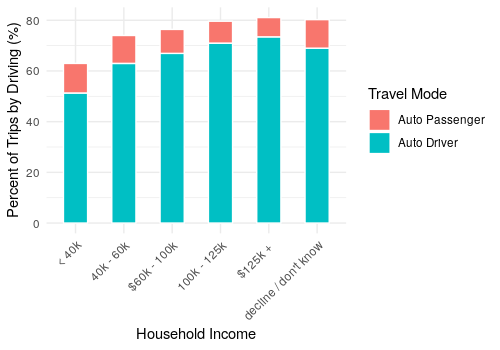 Percent of Trips by Driving (%)
80
60
40
20
0
< 40K
40k - 60k
$60k - 100k
100k - 125k
$125k +
decline / don't know
Household Income
Travel Mode
Auto Passenger
Auto Driver